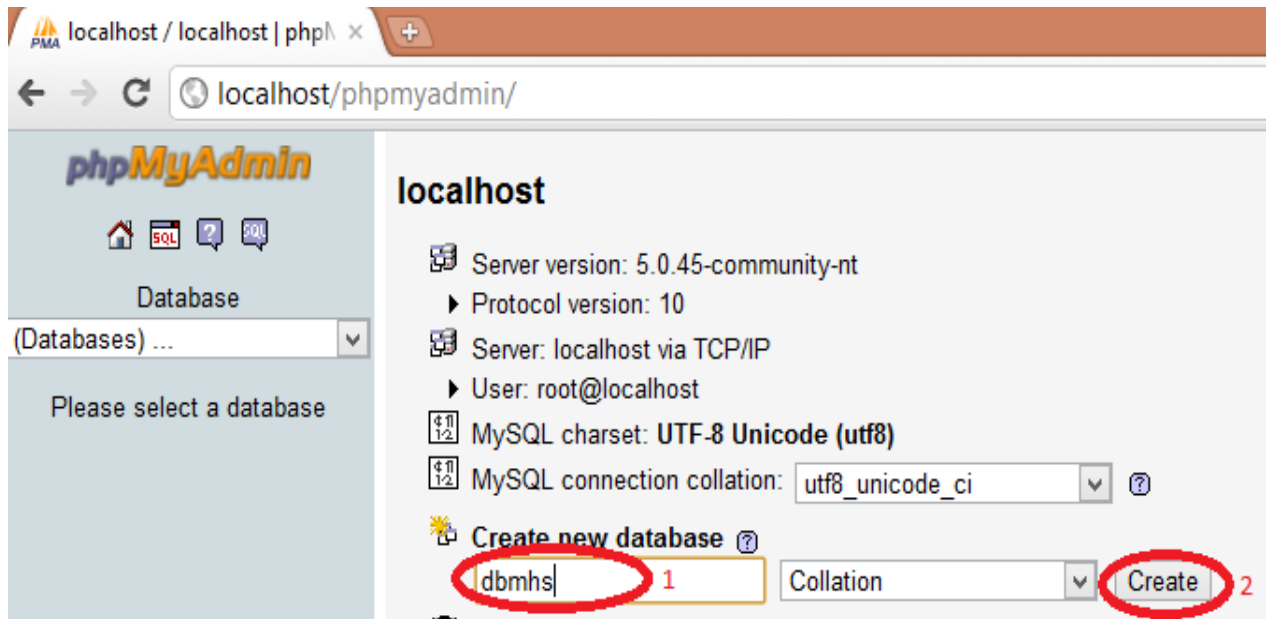 PMA localhost / localhost | phpM
localhost/phpmyadmin/
phpMyAdmin
SQL ? SQL
Database
(Databases) ...
Please select a database
localhost
Server version: 5.0.45-community-nt
Protocol version: 10
Server: localhost via TCP/IP
User: root@localhost
MySQL charset: UTF-8 Unicode (utf8)
MySQL connection collation: utf8_unicode_ci ?
Create new database ?
dbmhs 1 Collation Create 2